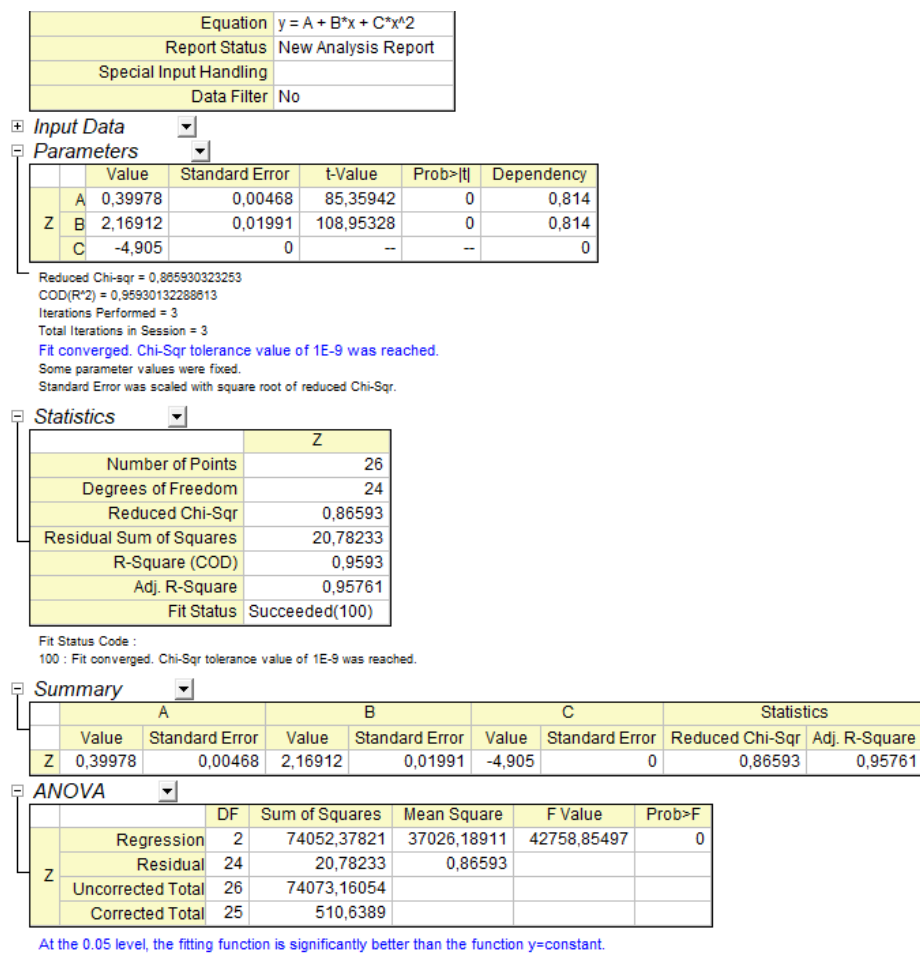 Equation y = A + B*x + C*x^2
Report Status New Analysis Report
Special Input Handling
Data Filter No
Input Data
Parameters
Value Standard Error t-Value Prob>|t| Dependency
A 0,39978 0,00468 85,35942 0 0,814
Z B 2,16912 0,01991 108,95328 0 0,814
C -4,905 0 -- -- 0
Reduced Chi-sqr = 0,865930323253
COD(R^2) = 0,95930132288613
Iterations Performed = 3
Total Iterations in Session = 3
Fit converged. Chi-Sqr tolerance value of 1E-9 was reached.
Some parameter values were fixed.
Standard Error was scaled with square root of reduced Chi-Sqr.
Statistics
Z
Number of Points 26
Degrees of Freedom 24
Reduced Chi-Sqr 0,86593
Residual Sum of Squares 20,78233
R-Square (COD) 0,9593
Adj. R-Square 0,95761
Fit Status Succeeded(100)
Fit Status Code :
100 : Fit converged. Chi-Sqr tolerance value of 1E-9 was reached.
Summary
A B C Statistics
Value Standard Error Value Standard Error Value Standard Error Reduced Chi-Sqr Adj. R-Square
Z 0,39978 0,00468 2,16912 0,01991 -4,905 0 0,86593 0,95761
ANOVA
DF Sum of Squares Mean Square F Value Prob>F
Regression 2 74052,37821 37026,18911 42758,85497 0
Z Residual 24 20,78233 0,86593
Uncorrected Total 26 74073,16054
Corrected Total 25 510,6389
At the 0.05 level, the fitting function is significantly better than the function y=constant.